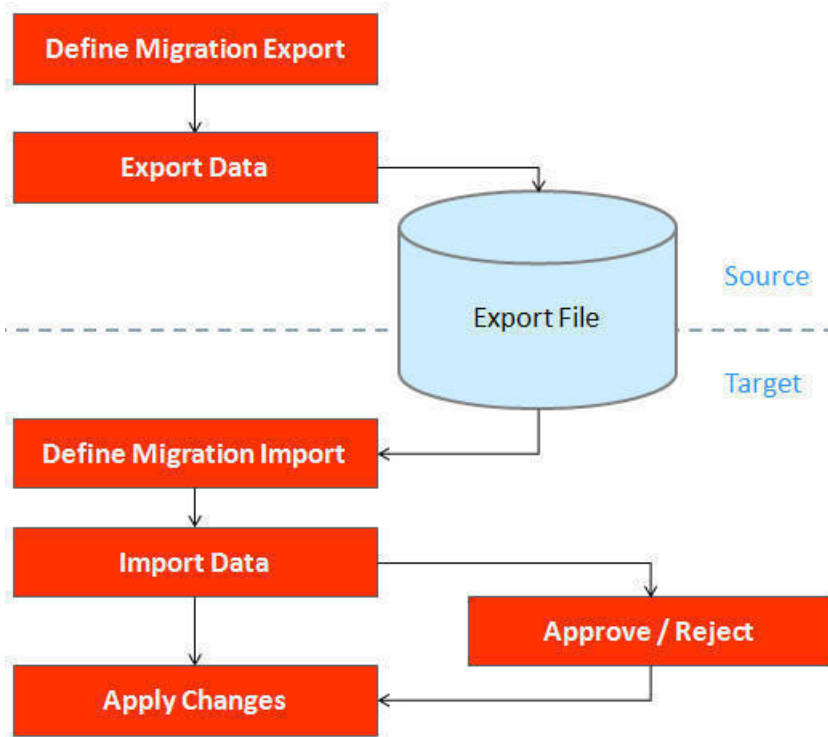 Define Migration Export
Export Data
Source
Export File
Target
Define Migration Import
Import Data
Approve / Reject
Apply Changes